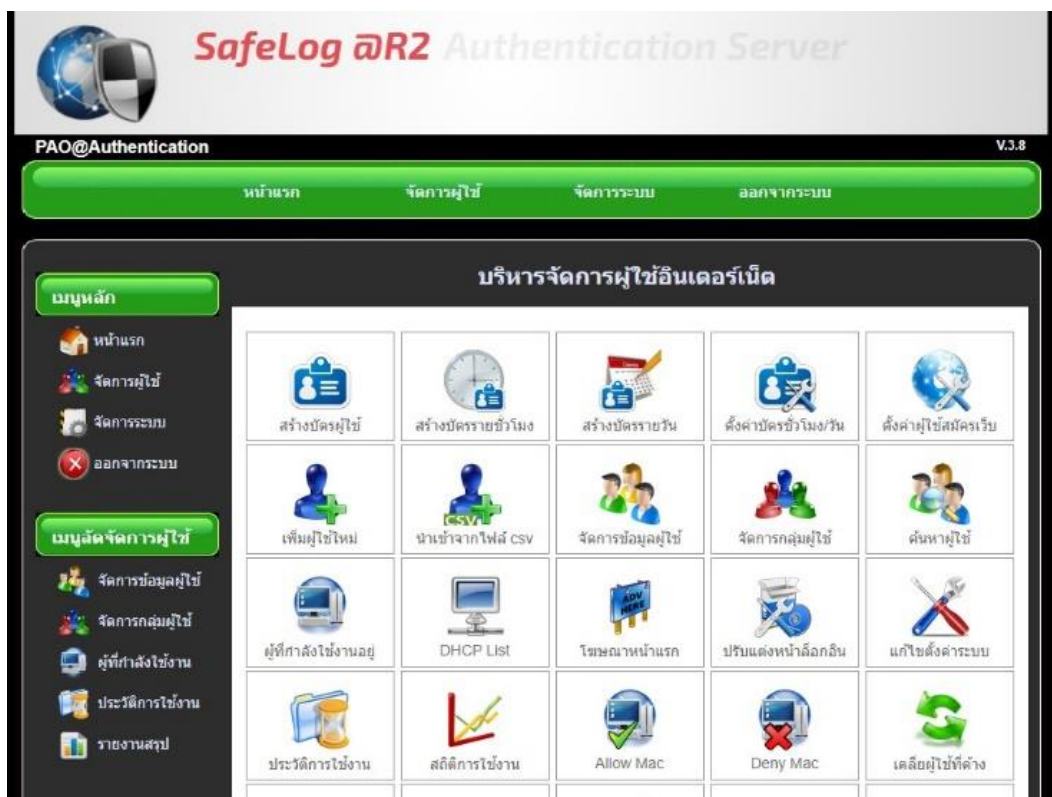 SafeLog @R2 Authentication Server
PAO@Authentication
V.3.8
หน้าแรก จัดการผู้ใช้ จัดการระบบ ออกจากระบบ
บริหารจัดการผู้ใช้อินเตอร์เน็ต
เมนูหลัก
หน้าแรก
จัดการผู้ใช้
จัดการระบบ
ออกจากระบบ
เมนูลัดจัดการผู้ใช้
จัดการข้อมูลผู้ใช้
จัดการกลุ่มผู้ใช้
ผู้ที่กำลังใช้งาน
ประวัติการใช้งาน
รายงานสรุป
สร้างบัตรผู้ใช้ สร้างบัตรรายชั่วโมง สร้างบัตรรายวัน ตั้งค่าบัตรชั่วโมง/วัน ตั้งค่าผู้ใช้สมัครเว็บ
CSV
เพิ่มผู้ใช้ใหม่ นำเข้าจากไฟล์ csv จัดการข้อมูลผู้ใช้ จัดการกลุ่มผู้ใช้ ค้นหาผู้ใช้
ADV
HERE
ผู้ที่กำลังใช้งานอยู่ DHCP List โฆษณาหน้าแรก ปรับแต่งหน้าล็อกอิน แก้ไขตั้งค่าระบบ
ประวัติการใช้งาน สถิติการใช้งาน Allow Mac Deny Mac เคลียผู้ใช้ที่ค้าง